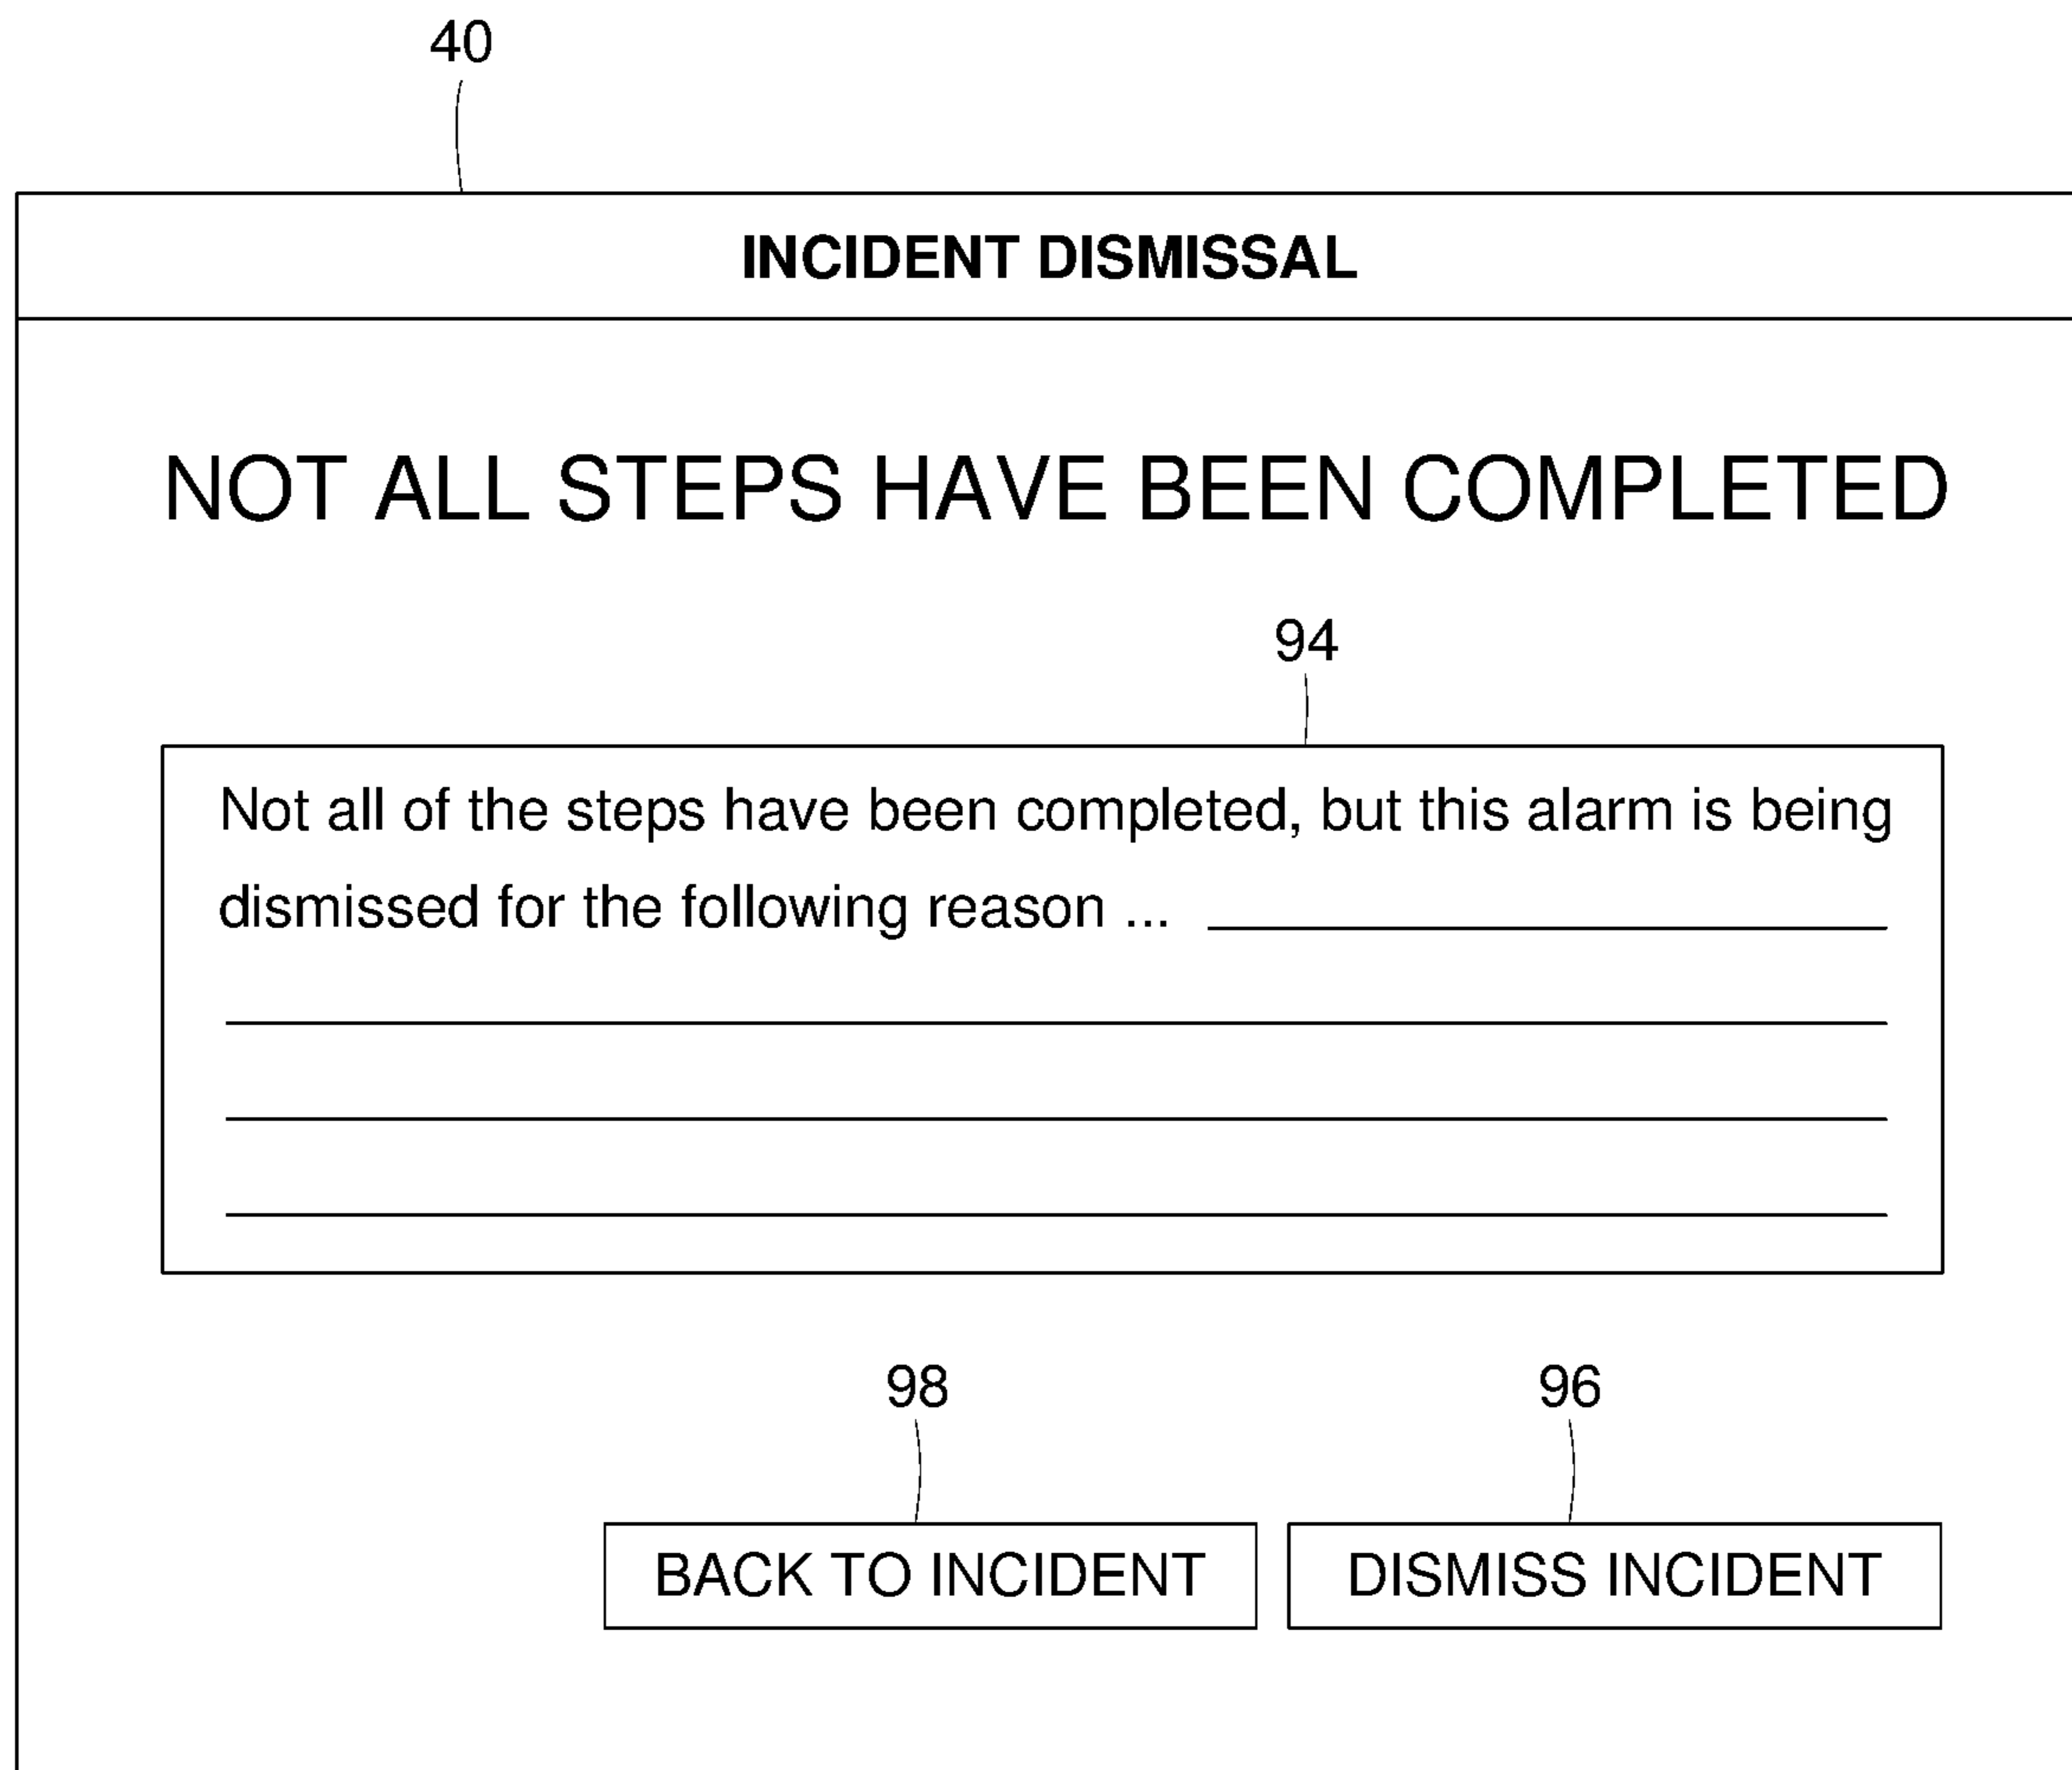 40
INCIDENT DISMISSAL
NOT ALL STEPS HAVE BEEN COMPLETED
94
Not all of the steps have been completed, but this alarm is being
dismissed for the following reason ...
98 96
BACK TO INCIDENT DISMISS INCIDENT